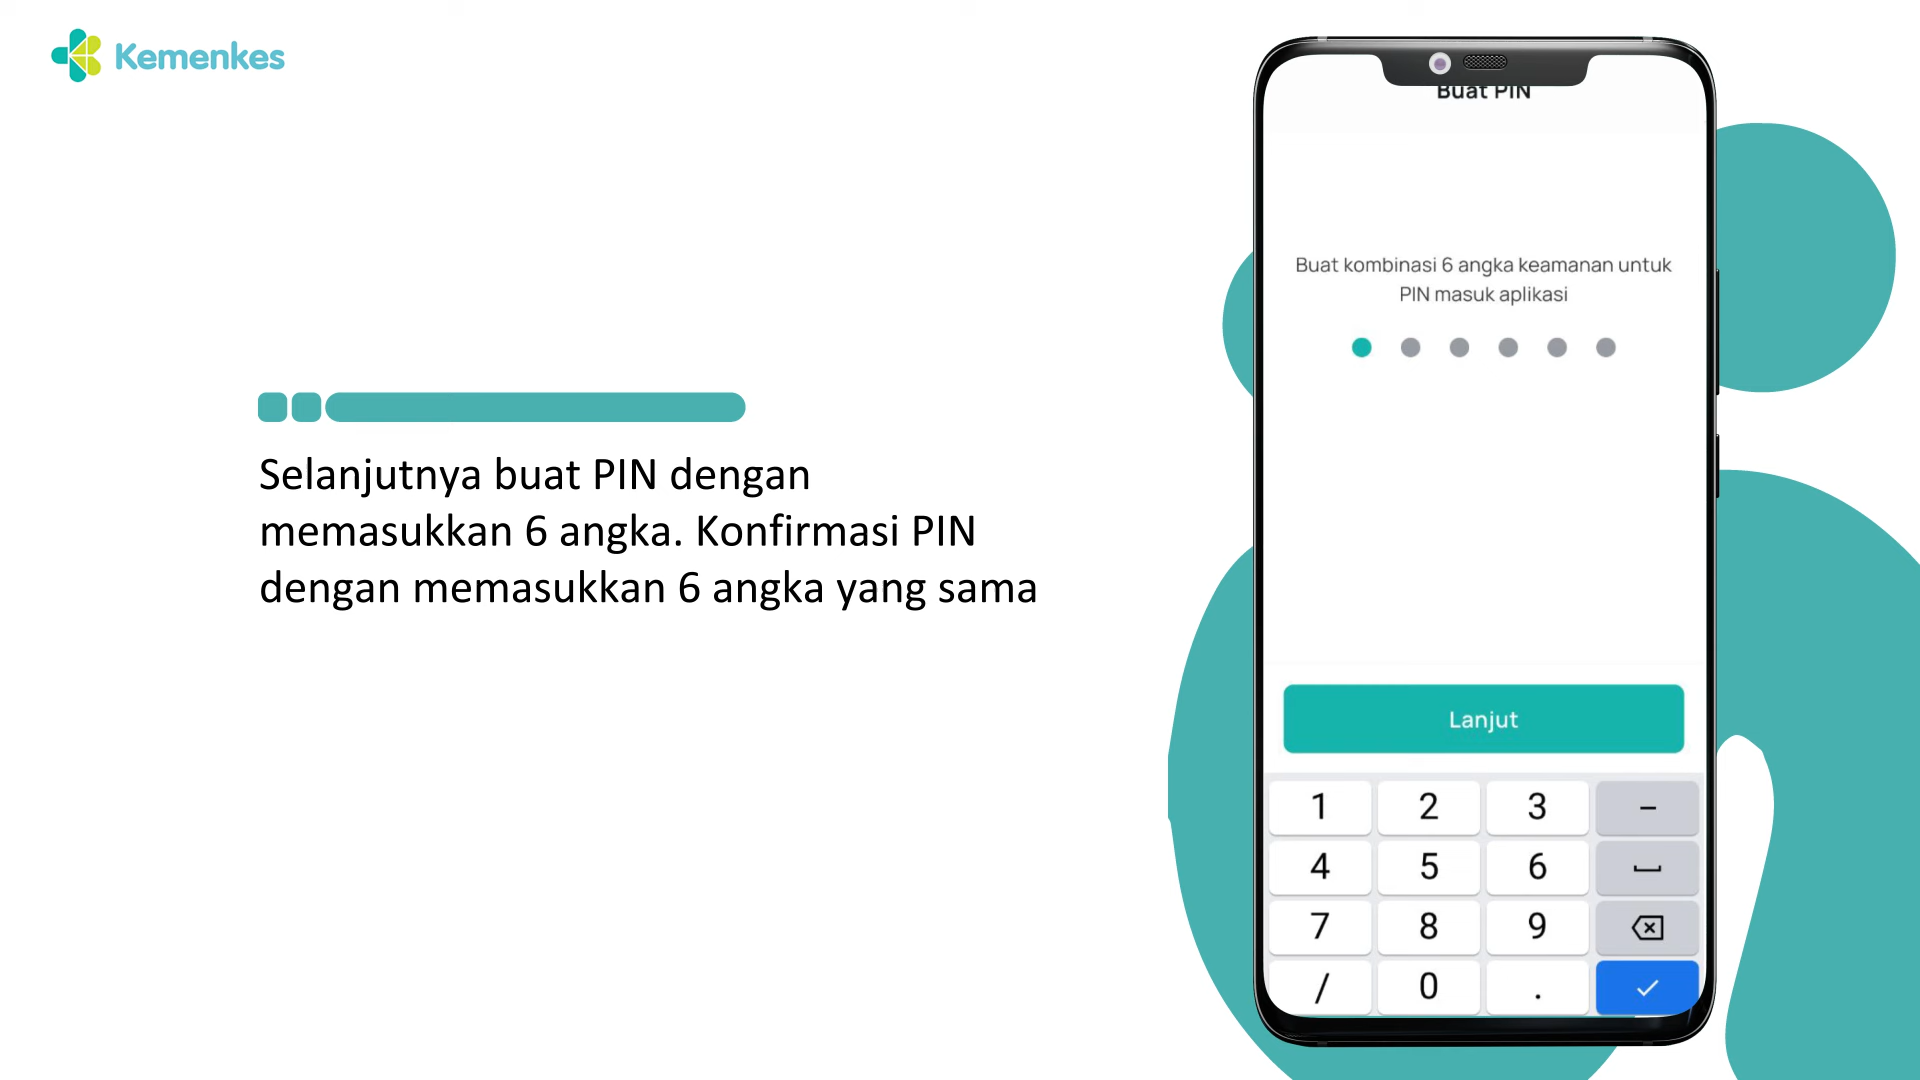 Kemenkes
Selanjutnya buat PIN dengan
memasukkan 6 angka. Konfirmasi PIN
dengan memasukkan 6 angka yang sama
Buat PIN
Buat kombinasi 6 angka keamanan untuk
PIN masuk aplikasi
Lanjut
1 2 3 –
4 5 6
7 8 9
/ 0 .